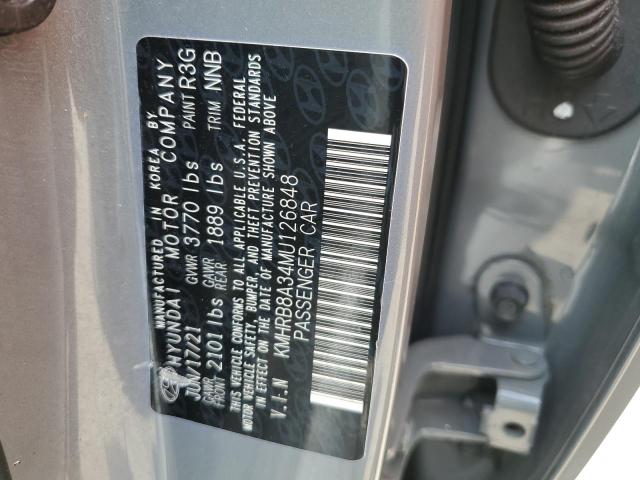 MANUFACTURED IN KOREA BY
HYUNDAI MOTOR COMPANY
JUN/17/21 GVWR 3770 lbs PAINT R3G
GAWR FRONT 2101 lbs GAWR REAR 1889 lbs TRIM NNB
THIS VEHICLE CONFORMS TO ALL APPLICABLE U.S.A. FEDERAL
MOTOR VEHICLE SAFETY, BUMPER, AND THEFT PREVENTION STANDARDS
IN EFFECT ON THE DATE OF MANUFACTURE SHOWN ABOVE
V.I.N KMHRB8A34MU126848
PASSENGER CAR